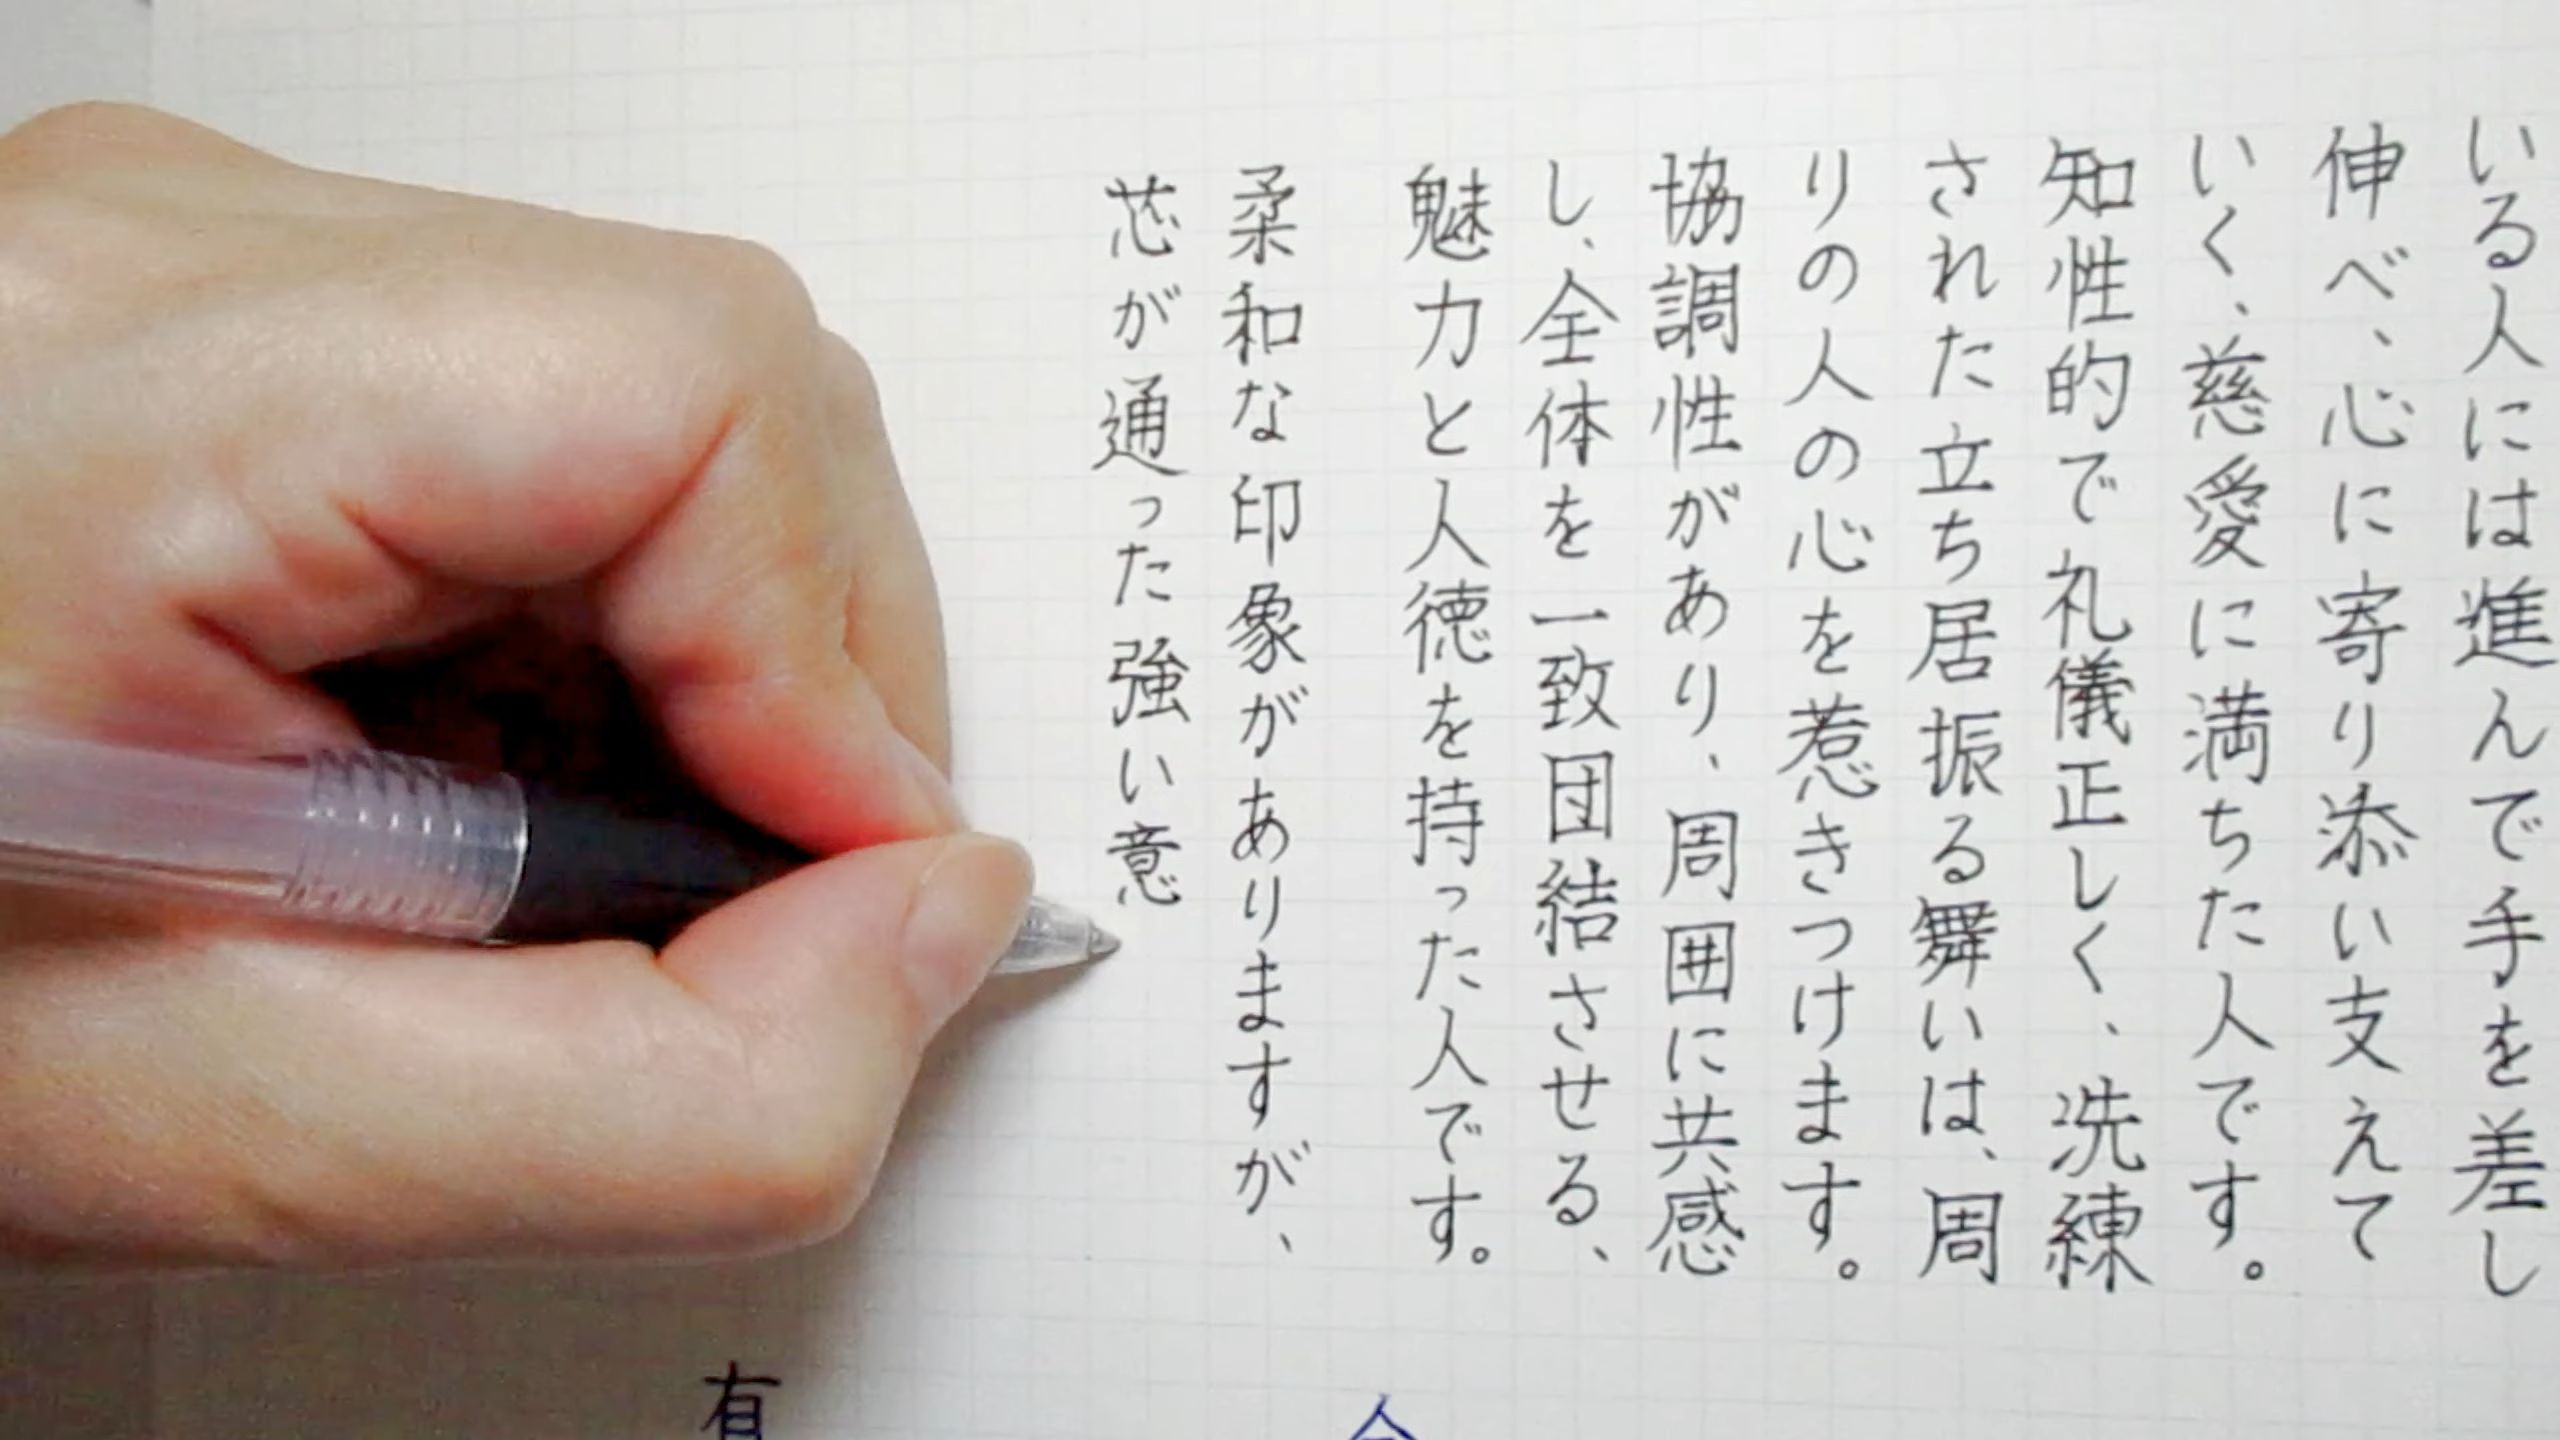 いる人には進んで手を差し
伸べ、心に寄り添い支えて
いく、慈愛に満ちた人です。
知性的で礼儀正しく、洗練
された立ち居振る舞いは、周
りの人の心を惹きつけます。
協調性があり、周囲に共感
し、全体を一致団結させる、
魅力と人徳を持った人です。
柔和な印象がありますが、
芯が通った強い意
有